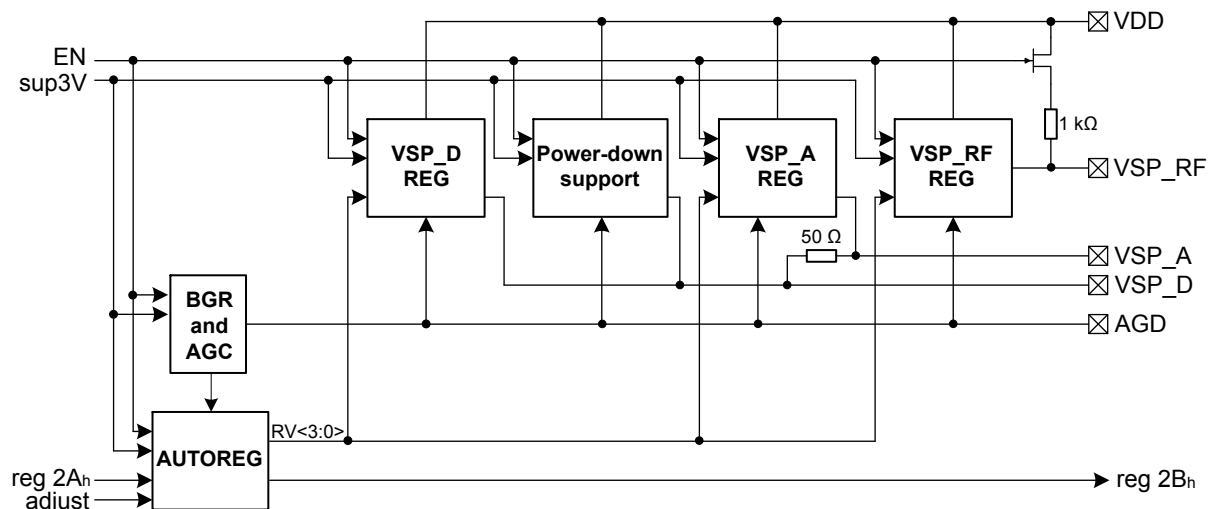 VDD
EN
sup3V
1 kΩ
VSP_D
REG
Power-down
support
VSP_A
REG
VSP_RF
REG
VSP_RF
50 Ω
VSP_A
VSP_D
BGR
and
AGC
AGD
RV<3:0>
AUTOREG
reg 2Ah
adjust
reg 2Bh